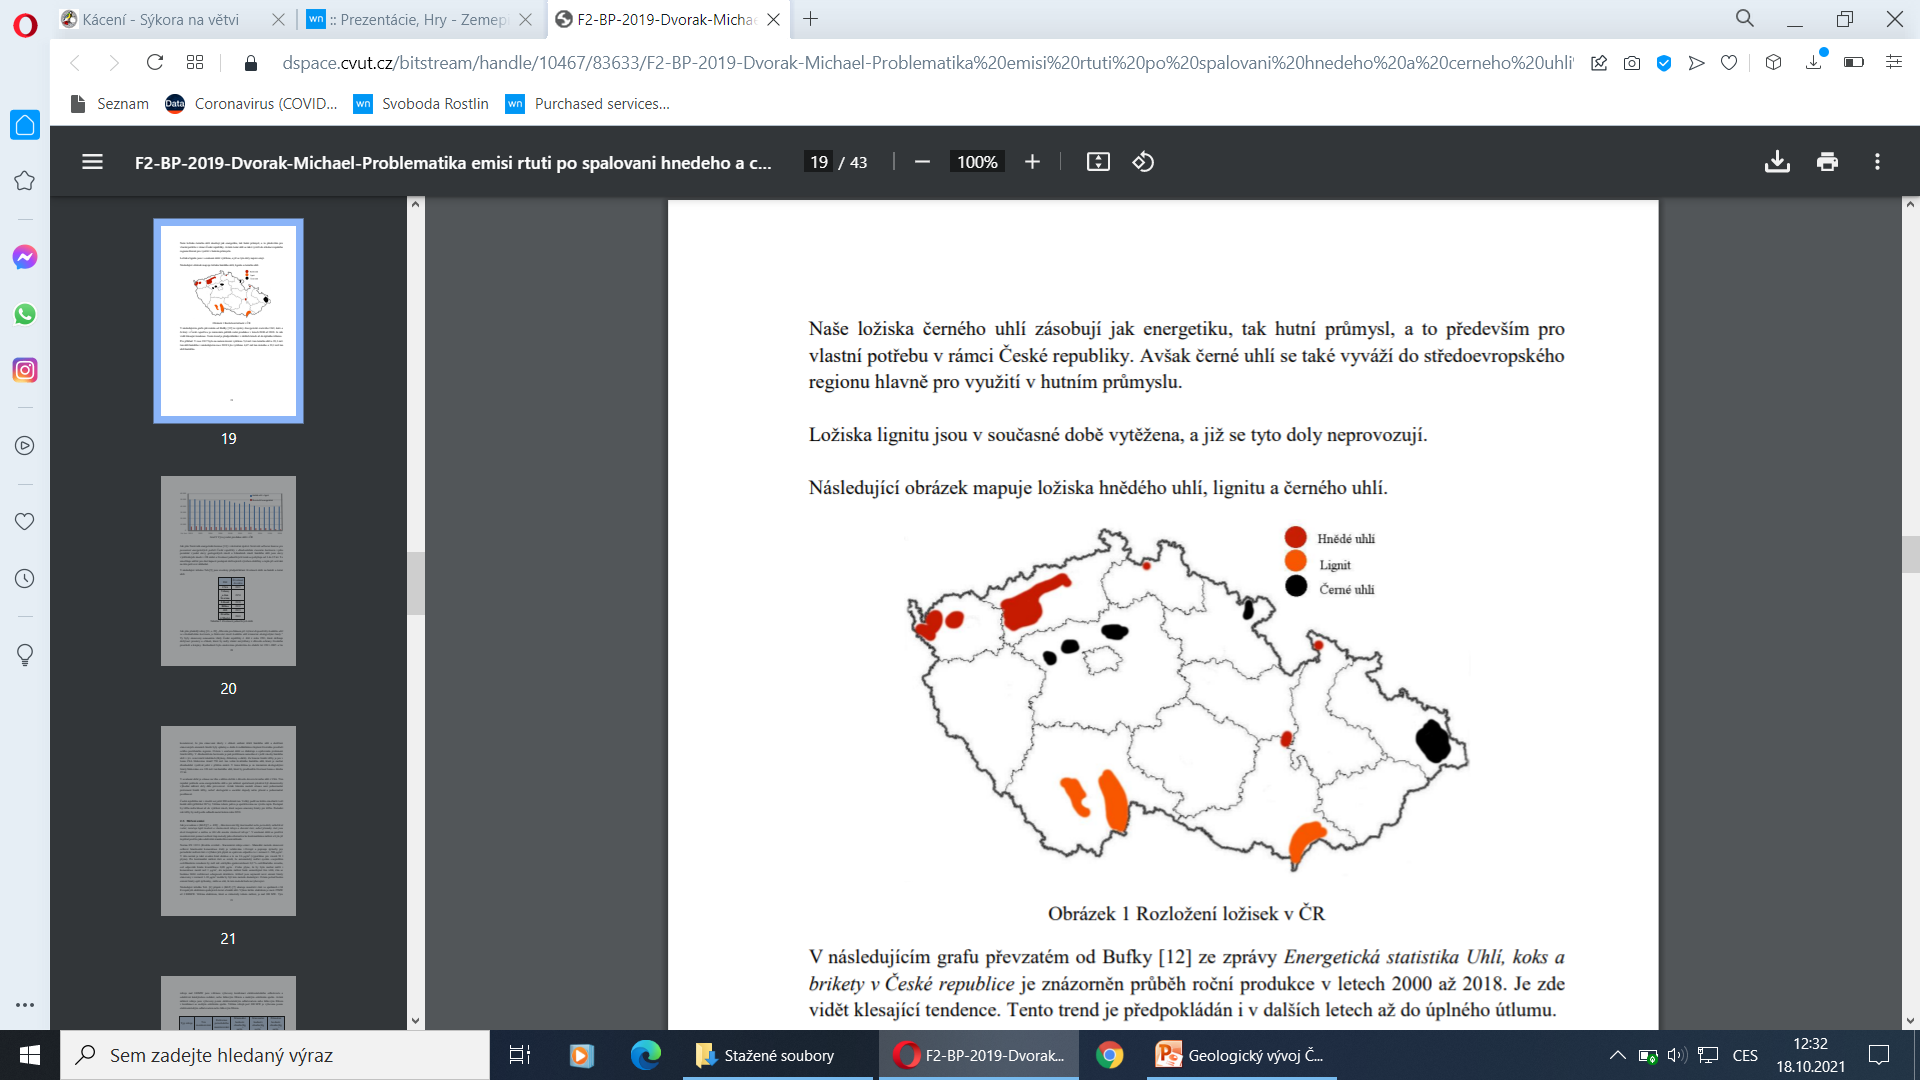 Kácení - Sýkora na větvi
wn :: Prezentácie, Hry - Zemep
F2-BP-2019-Dvorak-Micha
dspace.cvut.cz/bitstream/handle/10467/83633/F2-BP-2019-Dvorak-Michael-Problematika%20emisi%20rtuti%20po%20spalovani%20hnedeho%20a%20cerneho%20uhli
Seznam
Data Coronavirus (COVID...
wn Svoboda Rostlin
wn Purchased services...
F2-BP-2019-Dvorak-Michael-Problematika emisi rtuti po spalovani hnedeho a c...
19 / 43
100%
19
20
21
Naše ložiska černého uhlí zásobují jak energetiku, tak hutní průmysl, a to především pro
vlastní potřebu v rámci České republiky. Avšak černé uhlí se také vyváží do středoevropského
regionu hlavně pro využití v hutním průmyslu.
Ložiska lignitu jsou v současné době vytěžena, a již se tyto doly neprovozují.
Následující obrázek mapuje ložiska hnědého uhlí, lignitu a černého uhlí.
Hnědé uhlí
Lignit
Černé uhlí
Obrázek 1 Rozložení ložisek v ČR
V následujícím grafu převzatém od Bufky [12] ze zprávy Energetická statistika Uhlí, koks a
brikety v České republice je znázorněn průběh roční produkce v letech 2000 až 2018. Je zde
vidět klesající tendence. Tento trend je předpokládán i v dalších letech až do úplného útlumu.
Sem zadejte hledaný výraz
Stažené soubory
F2-BP-2019-Dvorak...
Geologický vývoj Č...
CES
12:32
18.10.2021